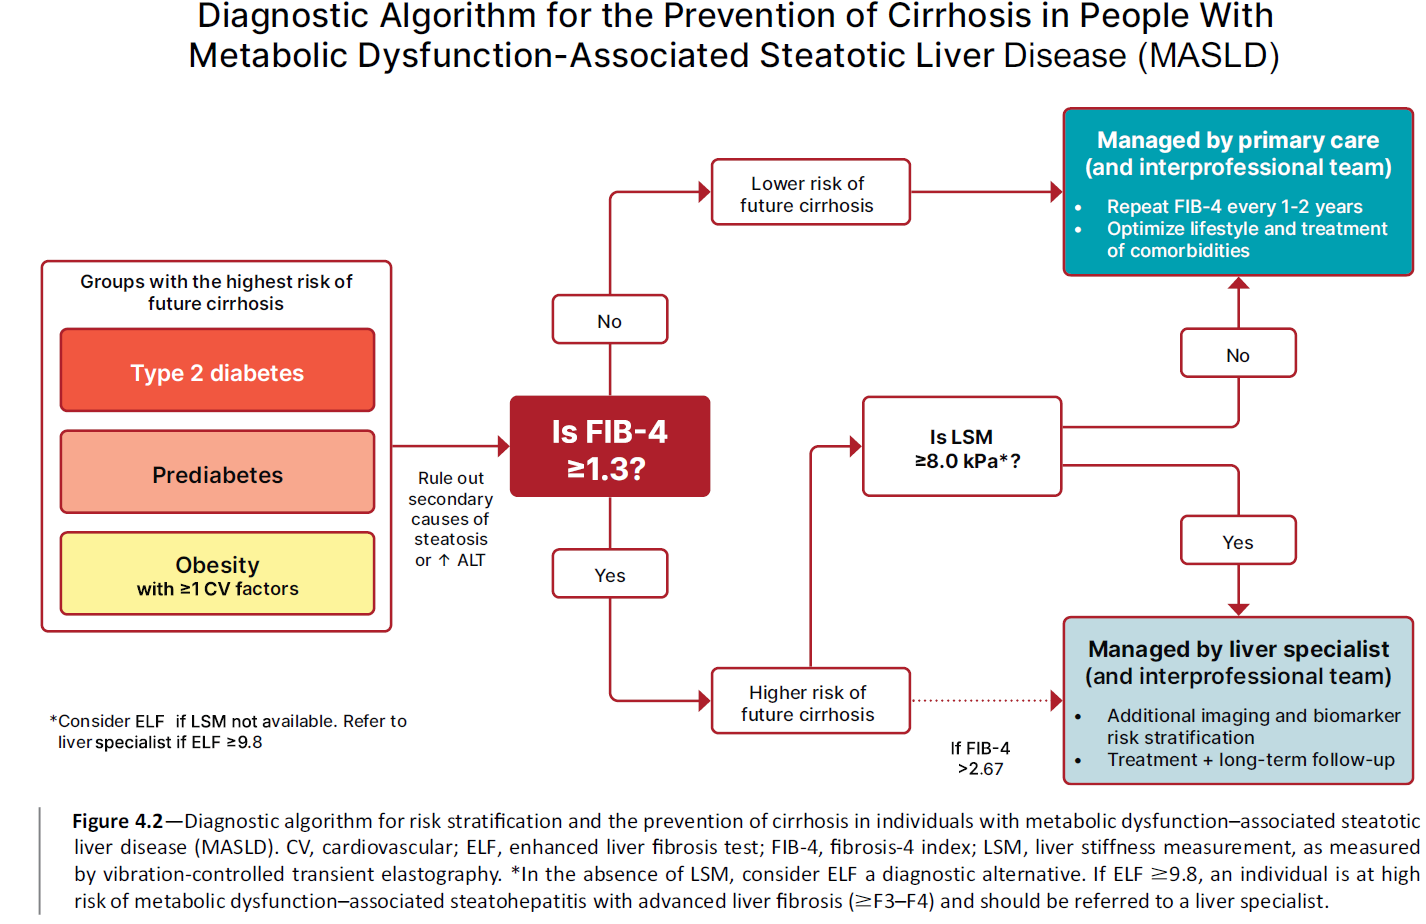 Diagnostic Algorithm for the Prevention of Cirrhosis in People With
Metabolic Dysfunction-Associated Steatotic Liver Disease (MASLD)
Groups with the highest risk of
future cirrhosis
Type 2 diabetes
Prediabetes
Obesity
with ≥1 CV factors
Rule out
secondary
causes of
steatosis
or ↑ ALT
Is FIB-4
≥1.3?
No
Lower risk of
future cirrhosis
Yes
Higher risk of
future cirrhosis
If FIB-4
>2.67
Is LSM
≥8.0 kPa*?
No
Yes
Managed by primary care
(and interprofessional team)
• Repeat FIB-4 every 1-2 years
• Optimize lifestyle and treatment
of comorbidities
Managed by liver specialist
(and interprofessional team)
• Additional imaging and biomarker
risk stratification
• Treatment + long-term follow-up
*Consider ELF if LSM not available. Refer to
liver specialist if ELF ≥9.8
Figure 4.2—Diagnostic algorithm for risk stratification and the prevention of cirrhosis in individuals with metabolic dysfunction–associated steatotic
liver disease (MASLD). CV, cardiovascular; ELF, enhanced liver fibrosis test; FIB-4, fibrosis-4 index; LSM, liver stiffness measurement, as measured
by vibration-controlled transient elastography. *In the absence of LSM, consider ELF a diagnostic alternative. If ELF ≥9.8, an individual is at high
risk of metabolic dysfunction–associated steatohepatitis with advanced liver fibrosis (≥F3–F4) and should be referred to a liver specialist.